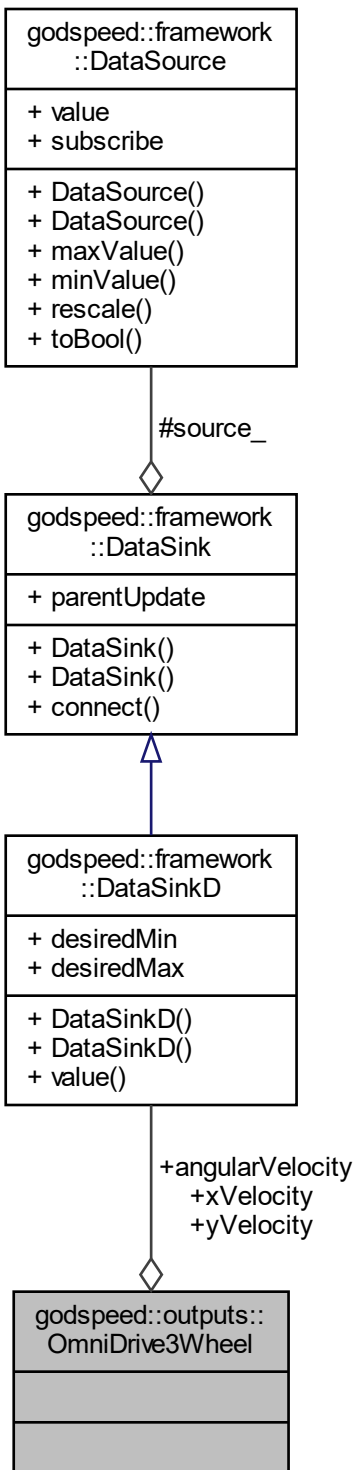 godspeed::framework
::DataSource
+ value
+ subscribe
+ DataSource()
+ DataSource()
+ maxValue()
+ minValue()
+ rescale()
+ toBool()
#source_
godspeed::framework
::DataSink
+ parentUpdate
+ DataSink()
+ DataSink()
+ connect()
godspeed::framework
::DataSinkD
+ desiredMin
+ desiredMax
+ DataSinkD()
+ DataSinkD()
+ value()
+angularVelocity
+xVelocity
+yVelocity
godspeed::outputs::
OmniDrive3Wheel